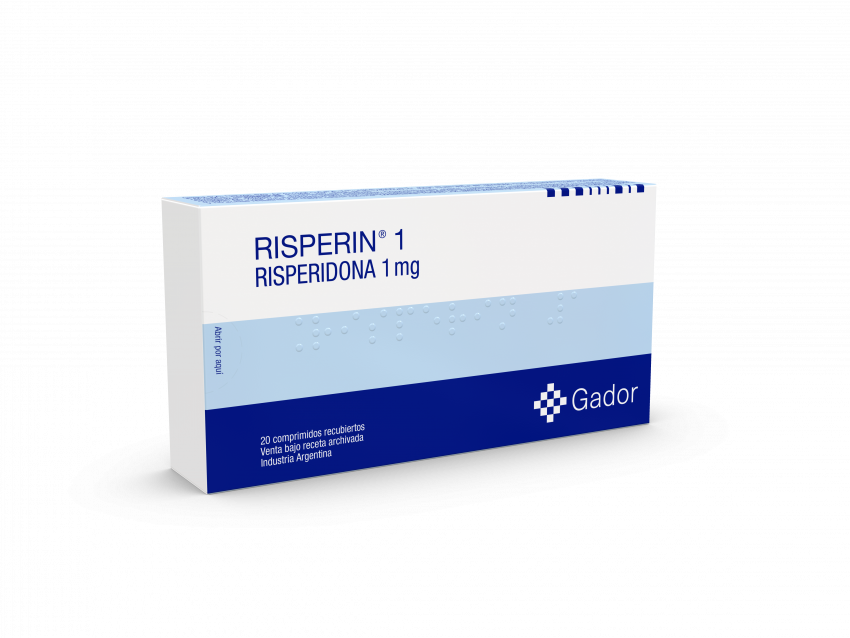 RISPERIN® 1
RISPERIDONA 1 mg
Abrir por aquí
Gador
20 comprimidos recubiertos
Venta bajo receta archivada
Industria Argentina